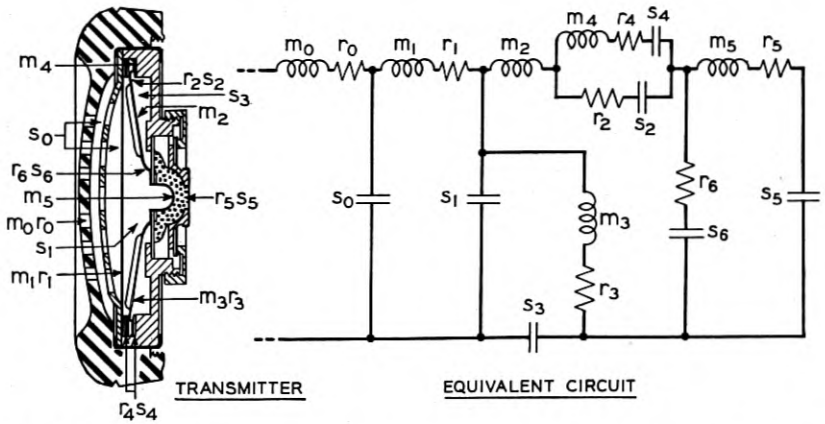 m4
r2s2
s3
m2
s0
r6s6
m5
r5s5
m0r0
s1
m1r1
m3r3
r4s4
TRANSMITTER
m0 r0 m1 r1 m2 m4 r4 s4 m5 r5
r2 s2
s0 s1 m3 r6 s6 s5
r3
s3
EQUIVALENT CIRCUIT